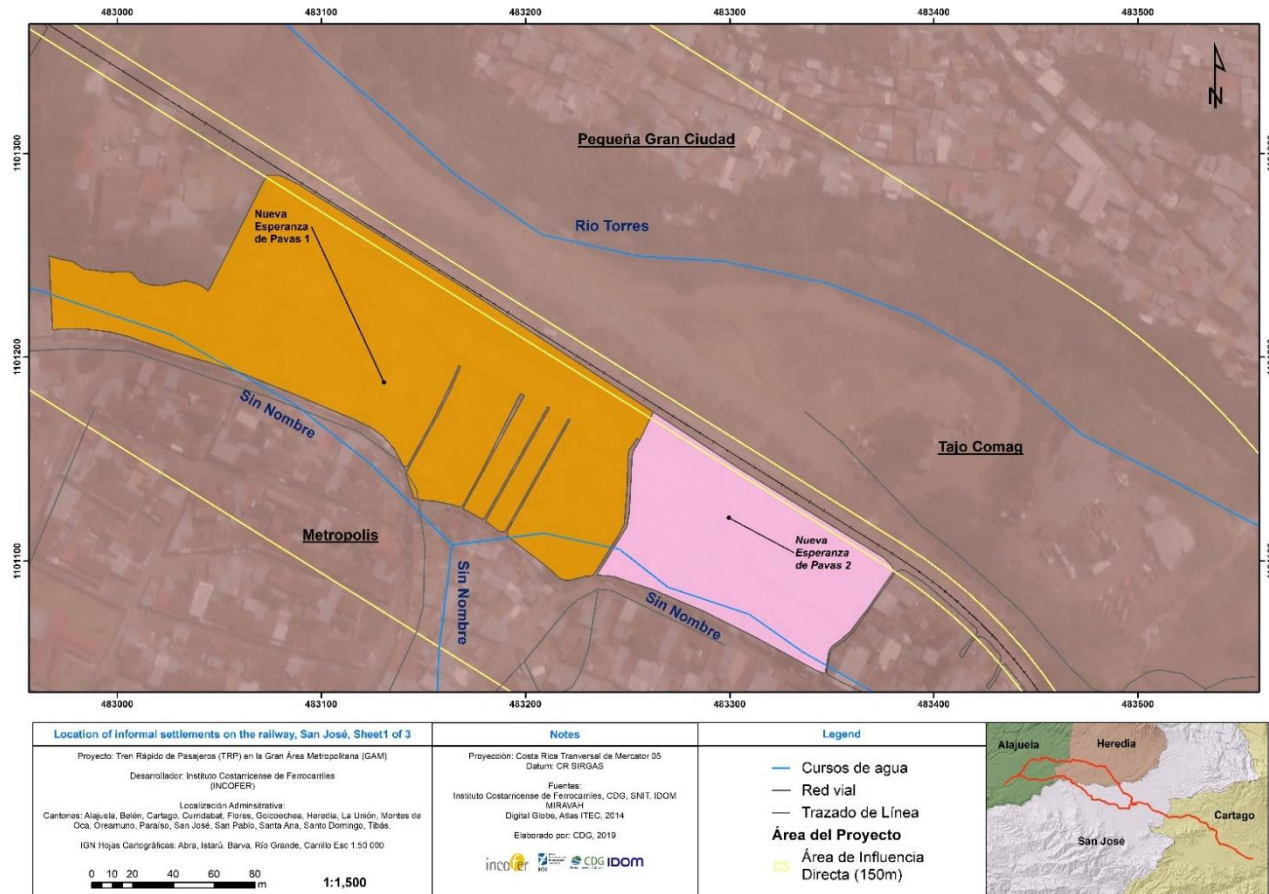 483000 483100 483200 483300 483400 483500
1101300
1101200
1101100
N
Pequeña Gran Ciudad
Nueva
Esperanza
de Pavas 1
Rio Torres
Sin Nombre
Tajo Comag
Metropolis
Nueva
Esperanza
de Pavas 2
Sin Nombre
Sin Nombre
483000 483100 483200 483300 483400 483500
Location of informal settlements on the railway, San José, Sheet1 of 3
Proyecto: Tren Rápido de Pasajeros (TRP) en la Gran Área Metropolitana (GAM)
Desarrollador: Instituto Costarricense de Ferrocarriles
(INCOFER)
Localización Adminsitrativa:
Cantones: Alajuela, Belén, Cartago, Curridabat, Flores, Goicoechea, Heredia, La Unión, Montes de
Oca, Oreamuno, Paraíso, San José, San Pablo, Santa Ana, Santo Domingo, Tibás.
IGN Hojas Cartográficas: Abra, Istarú, Barva, Río Grande, Carrillo Esc 1:50 000
0 10 20 40 60 80
m
1:1,500
Notes
Proyección: Costa Rica Tranversal de Mercator 05
Datum: CR SIRGAS
Fuentes:
Instituto Costarricense de Ferrocarriles, CDG, SNIT, IDOM
MIRAVAH
Digital Globe, Atlas ITEC, 2014
Elaborado por: CDG, 2019
incofer CDG IDOM
Legend
Cursos de agua
Red vial
Trazado de Línea
Área del Proyecto
Área de Influencia
Directa (150m)
Alajuela
Heredia
San José
Cartago